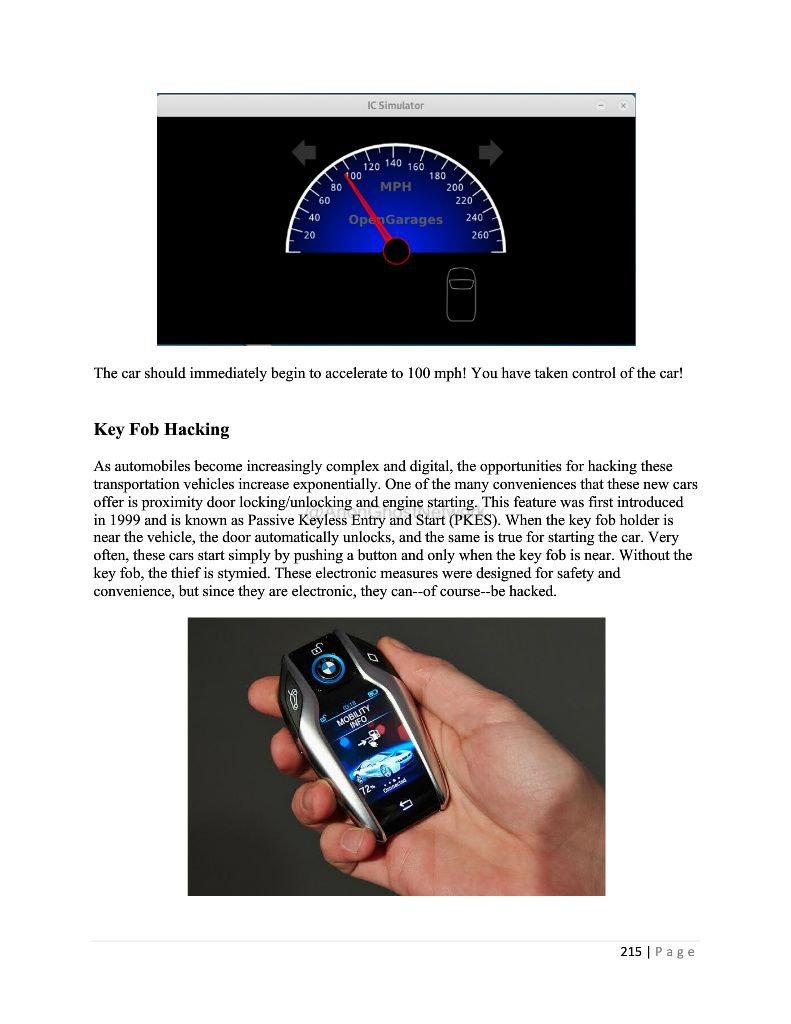 IC Simulator
20
40
60
80
100
120
140
160
180
200
220
240
260
MPH
OpenGarages
The car should immediately begin to accelerate to 100 mph! You have taken control of the car!
Key Fob Hacking
As automobiles become increasingly complex and digital, the opportunities for hacking these
transportation vehicles increase exponentially. One of the many conveniences that these new cars
offer is proximity door locking/unlocking and engine starting. This feature was first introduced
in 1999 and is known as Passive Keyless Entry and Start (PKES). When the key fob holder is
near the vehicle, the door automatically unlocks, and the same is true for starting the car. Very
often, these cars start simply by pushing a button and only when the key fob is near. Without the
key fob, the thief is stymied. These electronic measures were designed for safety and
convenience, but since they are electronic, they can--of course--be hacked.
MOBILITY
INFO
72%
Connected
215 | P a g e